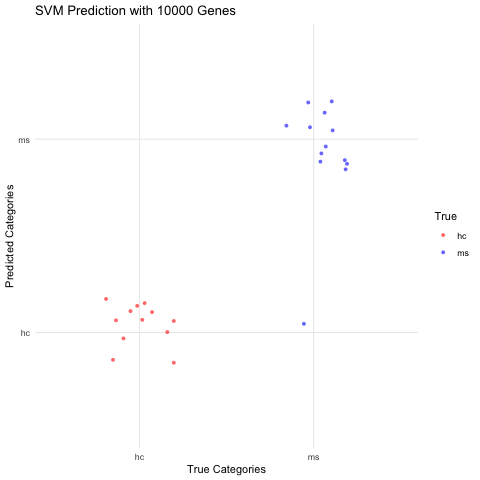 SVM Prediction with 10000 Genes
Predicted Categories
ms
hc
hc
ms
True Categories
True
hc
ms